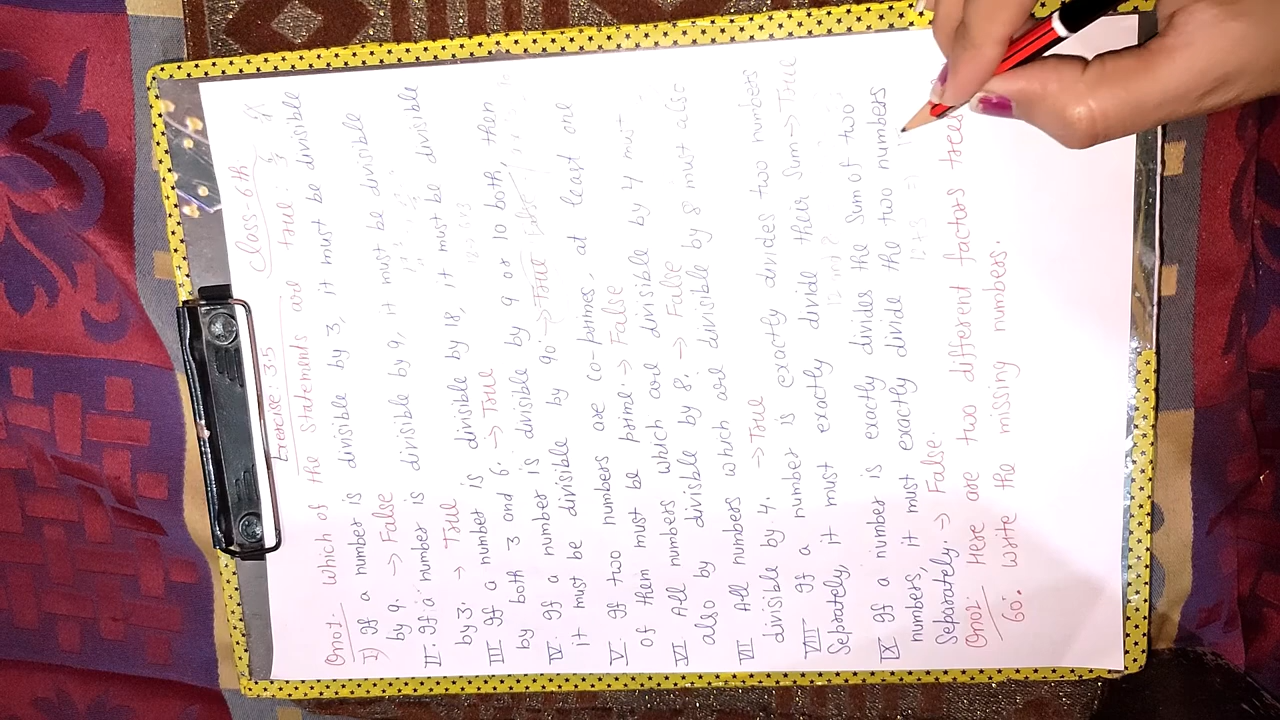 Class-6th
Exercise: 3.5
Qno1. Which of the statements are true:
I) If a number is divisible by 3, it must be divisible
by 9. → False
II. If a number is divisible by 9, it must be divisible
by 3. → True
III If a number is divisible by 18, it must be divisible
by both 3 and 6. → True
IV. If a number is divisible by 9 or 10 both, then
it must be divisible by 90. → True
V. If two numbers are co-primes, at least one
of them must be prime. → False
VI. All numbers which are divisible by 4 must
also by divisble by 8. → False
VII All numbers which are divisible by 8 must also
divisible by 4. → True
VIII If a number is exactly divides two numbers
Seprately, it must exactly divide their Sum → True
IX If a number is exactly divides the Sum of two
numbers, it must exactly divide the two numbers
Separately. → False.
Qno2. Here are two different factors trees
60. Write the missing numbers.